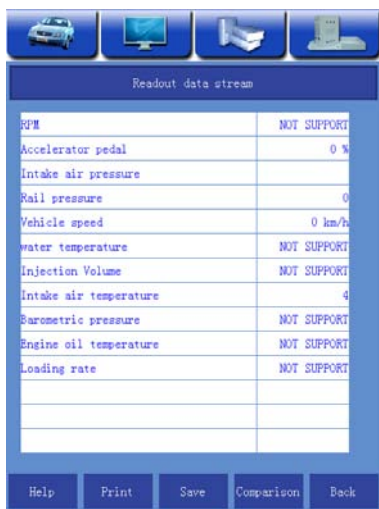 Readout data stream
RPM NOT SUPPORT
Accelerator pedal 0 %
Intake air pressure
Rail pressure 0
Vehicle speed 0 km/h
water temperature NOT SUPPORT
Injection Volume NOT SUPPORT
Intake air temperature 4
Barometric pressure NOT SUPPORT
Engine oil temperature NOT SUPPORT
Loading rate NOT SUPPORT
Help Print Save Comparison Back